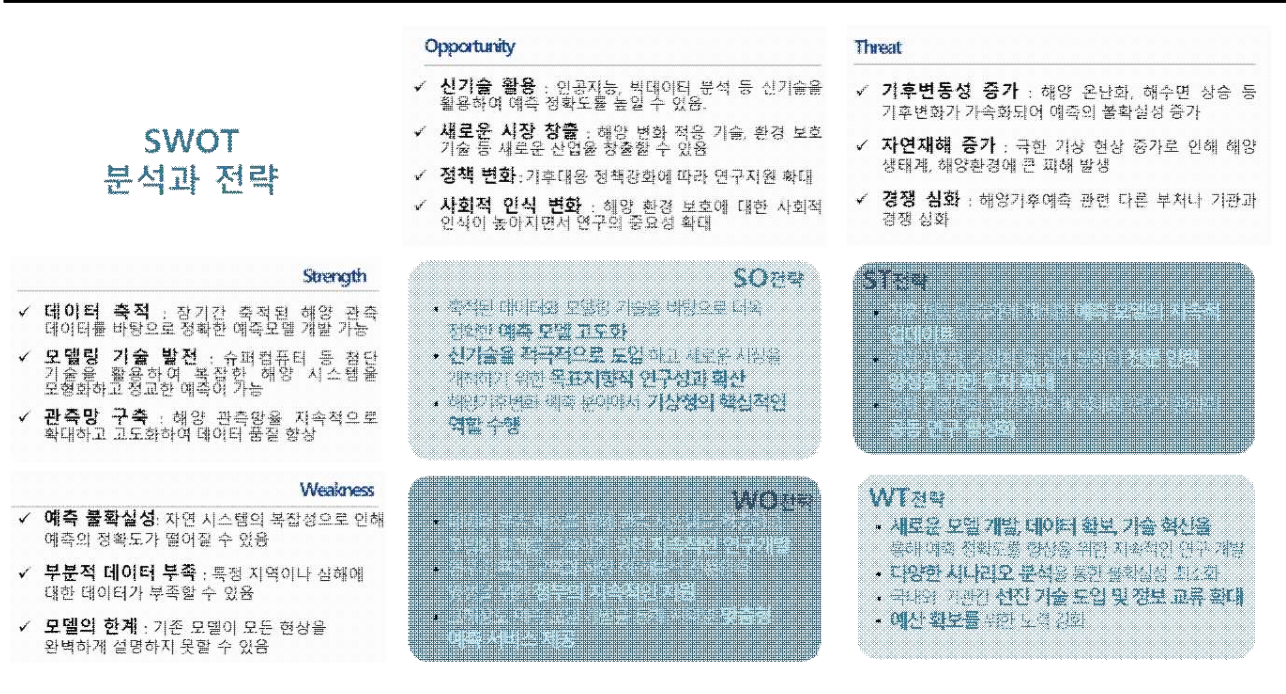 SWOT
분석과 전략
Opportunity
✓ 신기술 활용 : 인공지능, 빅데이터 분석 등 신기술을
활용하여 예측 정확도를 높일 수 있음.
✓ 새로운 시장 창출 : 해양 변화 적응 기술, 환경 보호
기술 등 새로운 산업을 창출할 수 있음
✓ 정책 변화:기후대응 정책강화에 따라 연구지원 확대
✓ 사회적 인식 변화 : 해양 환경 보호에 대한 사회적
인식이 높아지면서 연구의 중요성 확대
Threat
✓ 기후변동성 증가 : 해양 온난화, 해수면 상승 등
기후변화가 가속화되어 예측의 불확실성 증가
✓ 자연재해 증가 : 극한 기상 현상 증가로 인해 해양
생태계, 해양환경에 큰 피해 발생
✓ 경쟁 심화 : 해양기후예측 관련 다른 부처나 기관과
경쟁 심화
Strength
✓ 데이터 축적 : 장기간 축적된 해양 관측
데이터를 바탕으로 정확한 예측모델 개발 가능
✓ 모델링 기술 발전 : 슈퍼컴퓨터 등 첨단
기술을 활용하여 복잡한 해양 시스템을
모형화하고 정교한 예측이 가능
✓ 관측망 구축 : 해양 관측망을 지속적으로
확대하고 고도화하여 데이터 품질 향상
SO전략
• 축적된 데이터와 모델링 기술을 바탕으로 더욱
정확한 예측 모델 고도화
• 신기술을 적극적으로 도입하고 새로운 시장을
개척하기 위한 목표지향적 연구성과 확산
• 해양기후변화 예측 분야에서 기상청의 핵심적인
역할 수행
ST전략
예측 모델의 지속적
업데이트
전문 인력
공동 연구 활성화
Weakness
✓ 예측 불확실성: 자연 시스템의 복잡성으로 인해
예측의 정확도가 떨어질 수 있음
✓ 부분적 데이터 부족 : 특정 지역이나 심해에
대한 데이터가 부족할 수 있음
✓ 모델의 한계 : 기존 모델이 모든 현상을
완벽하게 설명하지 못할 수 있음
WO전략
지속적인 연구개발
정부의 지속적인 지원
맞춤형
예측 서비스 제공
WT전략
• 새로운 모델 개발, 데이터 확보, 기술 혁신을
통해 예측 정확도를 향상을 위한 지속적인 연구 개발
• 다양한 시나리오 분석을 통한 불확실성 최소화
• 국내외 기관간 선진 기술 도입 및 정보 교류 확대
• 예산 확보를 위한 노력 강화